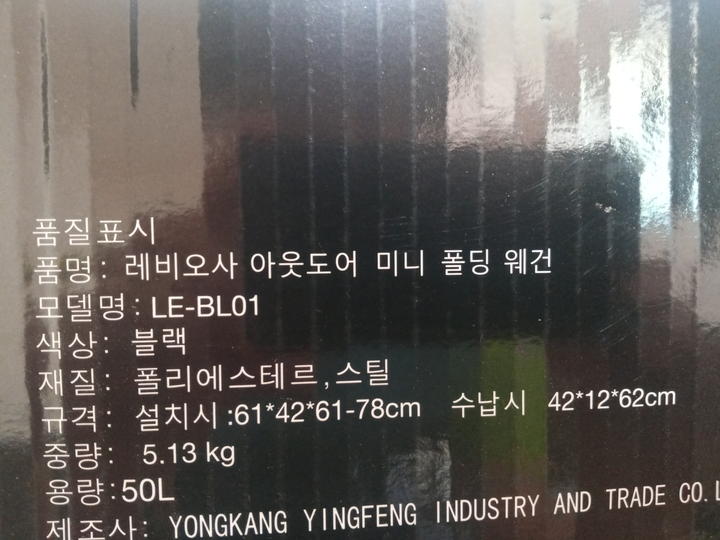 품질표시
품명: 레비오사 아웃도어 미니 폴딩 웨건
모델명: LE-BL01
색상: 블랙
재질: 폴리에스테르,스틸
규격: 설치시:61*42*61-78cm 수납시 42*12*62cm
중량: 5.13 kg
용량:50L
제조사: YONGKANG YINGFENG INDUSTRY AND TRADE CO.L